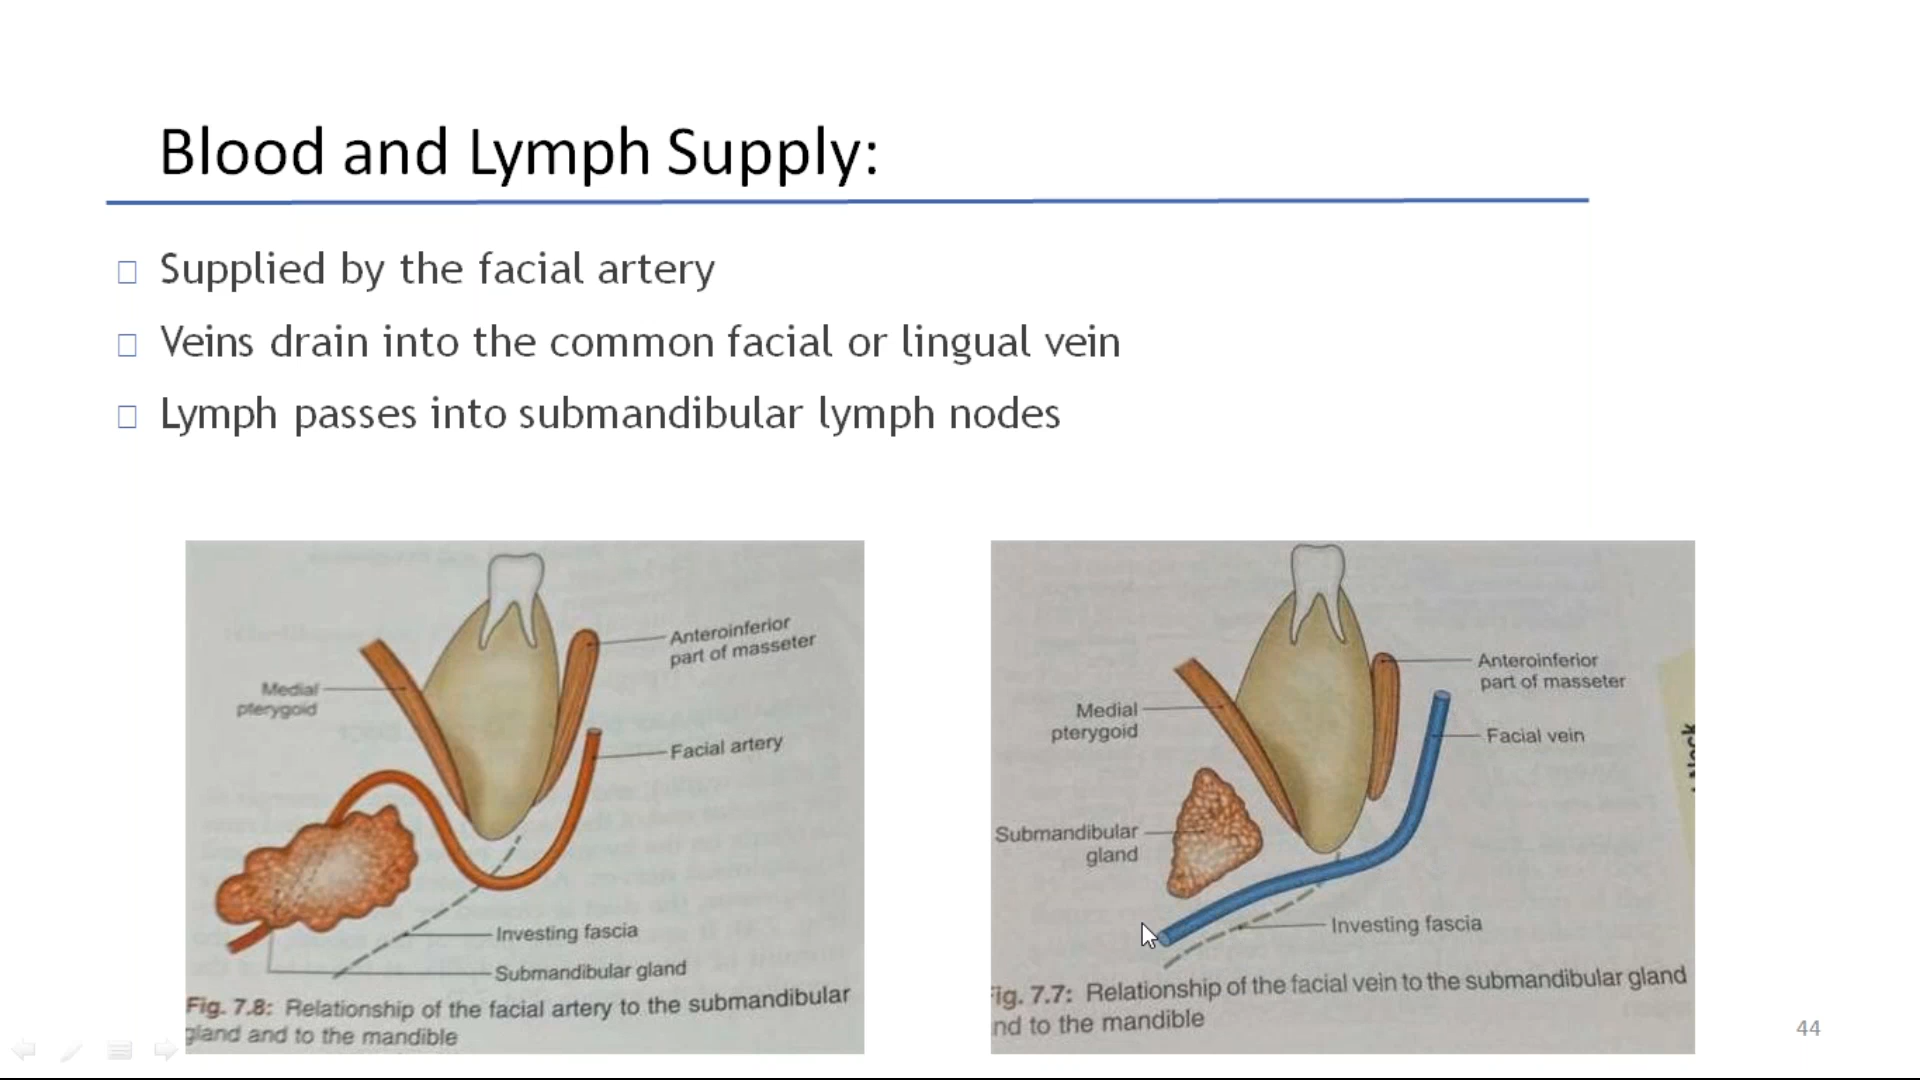 Blood and Lymph Supply:
Supplied by the facial artery
Veins drain into the common facial or lingual vein
Lymph passes into submandibular lymph nodes
Anteroinferior
part of masseter
Medial
pterygoid
Facial artery
Investing fascia
Submandibular gland
Fig. 7.8: Relationship of the facial artery to the submandibular
gland and to the mandible
Anteroinferior
part of masseter
Medial
pterygoid
Facial vein
Submandibular
gland
Investing fascia
ig. 7.7: Relationship of the facial vein to the submandibular gland
nd to the mandible
44